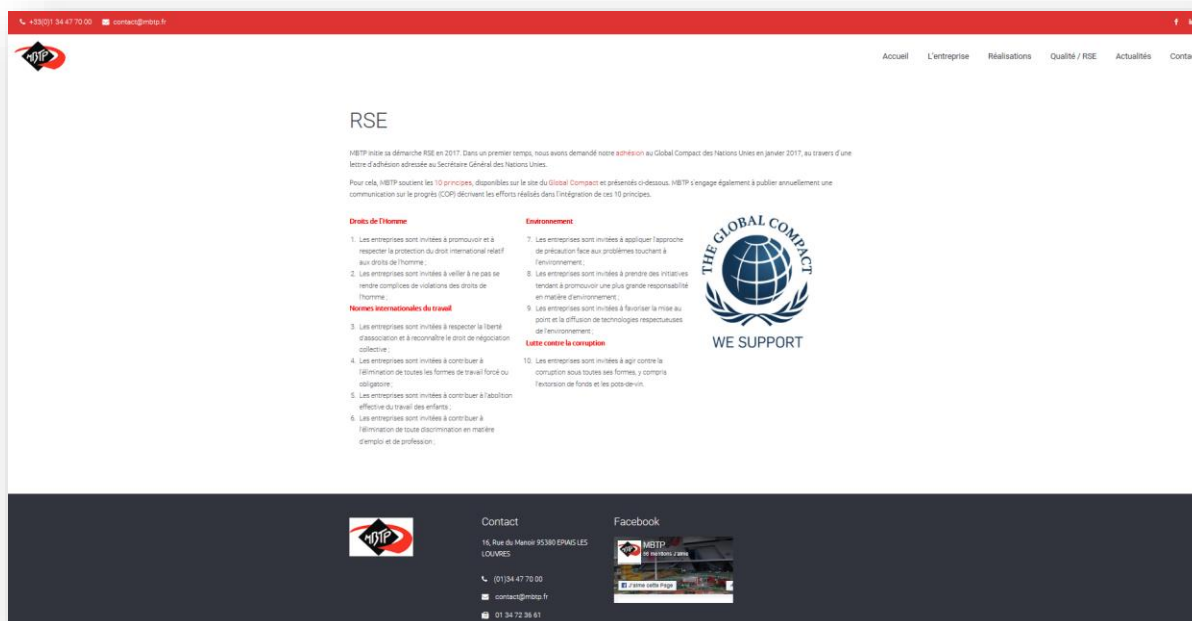 +33(0)1 34 47 70 00 contact@mbtp.fr
MBTP
Accueil L'entreprise Réalisations Qualité / RSE Actualités Conta
RSE
MBTP initie sa démarche RSE en 2017. Dans un premier temps, nous avons demandé notre adhésion au Global Compact des Nations Unies en janvier 2017, au travers d'une
lettre d'adhésion adressée au Secrétaire Général des Nations Unies.
Pour cela, MBTP soutient les 10 principes, disponibles sur le site du Global Compact et présentés ci-dessous. MBTP s'engage également à publier annuellement une
communication sur le progrès (COP) décrivant les efforts réalisés dans l'intégration de ces 10 principes.
Droits de l'Homme
1. Les entreprises sont invitées à promouvoir et à
respecter la protection du droit international relatif
aux droits de l'homme ;
2. Les entreprises sont invitées à veiller à ne pas se
rendre complices de violations des droits de
l'homme ;
Normes internationales du travail
3. Les entreprises sont invitées à respecter la liberté
d'association et à reconnaître le droit de négociation
collective ;
4. Les entreprises sont invitées à contribuer à
l'élimination de toutes les formes de travail forcé ou
obligatoire ;
5. Les entreprises sont invitées à contribuer à l'abolition
effective du travail des enfants ;
6. Les entreprises sont invitées à contribuer à
l'élimination de toute discrimination en matière
d'emploi et de profession ;
Environnement
7. Les entreprises sont invitées à appliquer l'approche
de précaution face aux problèmes touchant à
l'environnement ;
8. Les entreprises sont invitées à prendre des initiatives
tendant à promouvoir une plus grande responsabilité
en matière d'environnement ;
9. Les entreprises sont invitées à favoriser la mise au
point et la diffusion de technologies respectueuses
de l'environnement ;
Lutte contre la corruption
10. Les entreprises sont invitées à agir contre la
corruption sous toutes ses formes, y compris
l'extorsion de fonds et les pots-de-vin.
THE GLOBAL COMPACT
WE SUPPORT
MBTP
Contact
16, Rue du Manoir 95380 EPIAIS LES
LOUVRES
(01)34 47 70 00
contact@mbtp.fr
01 34 72 36 61
Facebook
MBTP
MBTP
66 mentions J'aime
J'aime cette Page